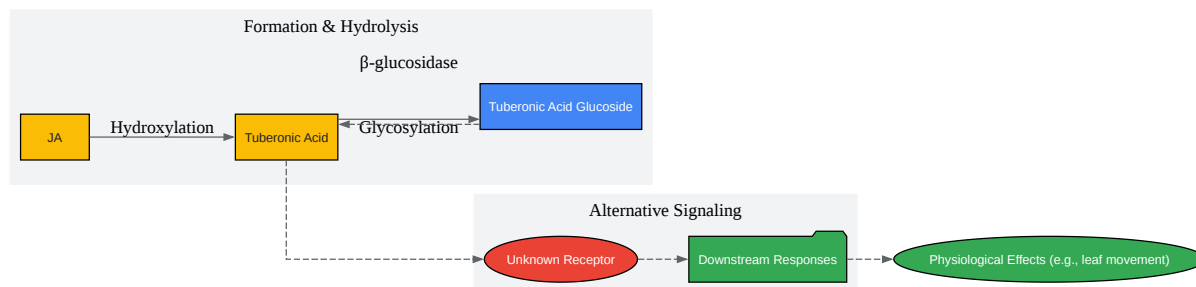 Formation & Hydrolysis
β-glucosidase
Tuberonic Acid Glucoside
JA
Hydroxylation
Tuberonic Acid
Glycosylation
Alternative Signaling
Unknown Receptor
Downstream Responses
Physiological Effects (e.g., leaf movement)